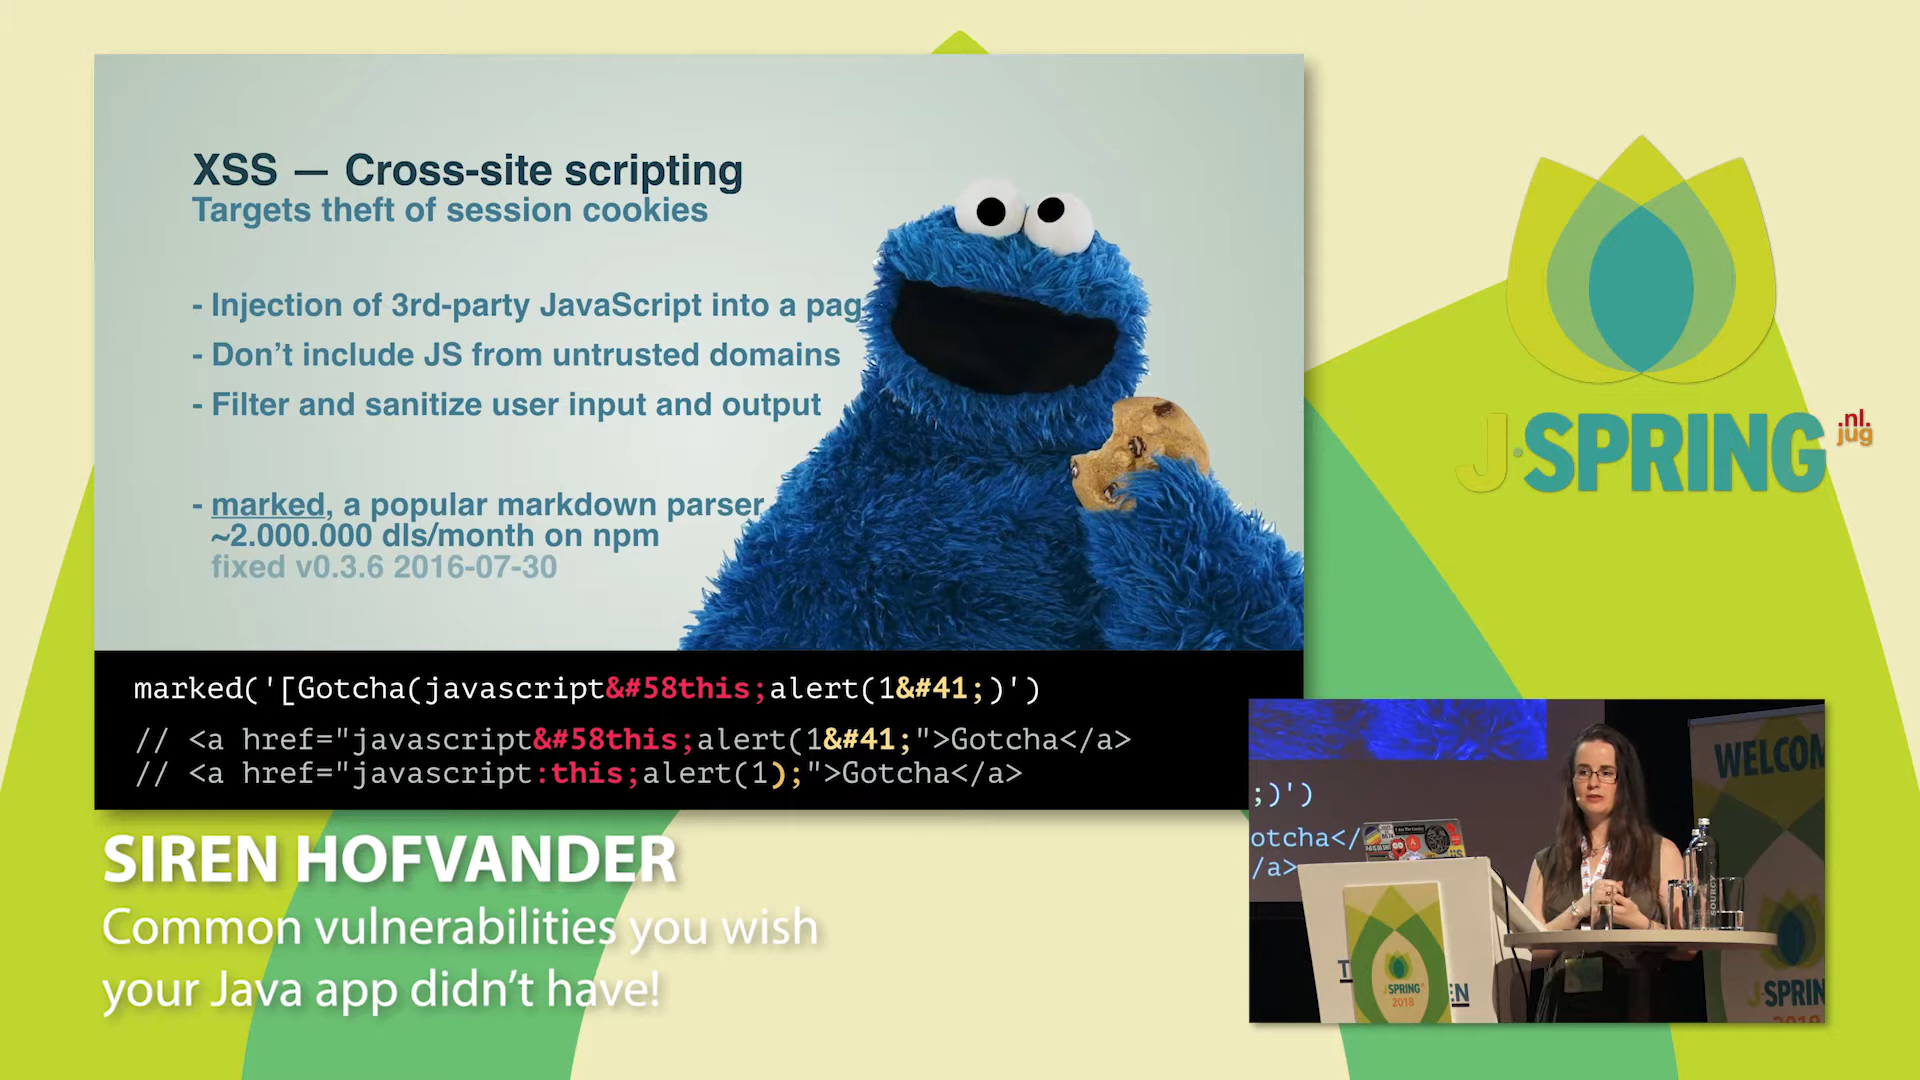 XSS — Cross-site scripting
Targets theft of session cookies
- Injection of 3rd-party JavaScript into a pag
- Don't include JS from untrusted domains
- Filter and sanitize user input and output
- marked, a popular markdown parser
~2.000.000 dls/month on npm
fixed v0.3.6 2016-07-30
marked('[Gotcha(javascript&#58this;alert(1&#41;)')
// <a href="javascript&#58this;alert(1&#41;">Gotcha</a>
// <a href="javascript:this;alert(1);">Gotcha</a>
J·SPRING
.nl.
jug
SIREN HOFVANDER
Common vulnerabilities you wish
your Java app didn't have!
;)')
otcha</
/a>
WELCOM
SOURCY
J·SPRING
2018
EN
J·SPRIN
2018